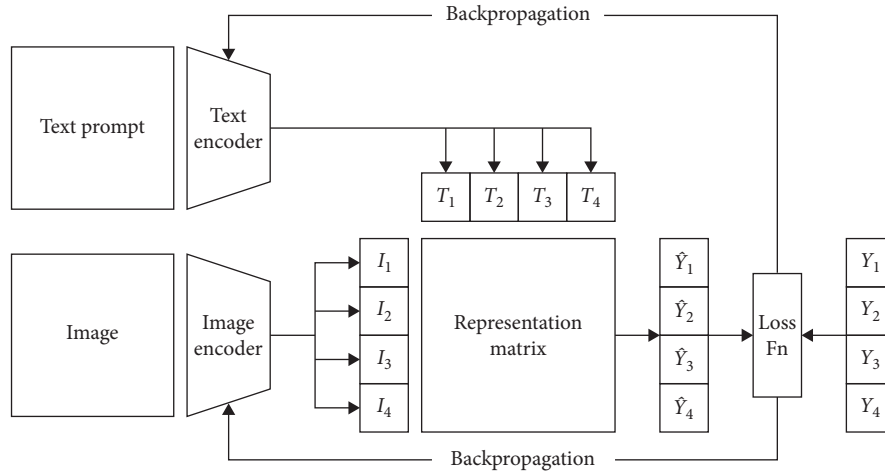 Backpropagation
Text prompt
Text
encoder
T₁ T₂ T₃ T₄
Image
Image
encoder
I₁
I₂
I₃
I₄
Representation
matrix
Ŷ₁
Ŷ₂
Ŷ₃
Ŷ₄
Loss
Fn
Y₁
Y₂
Y₃
Y₄
Backpropagation